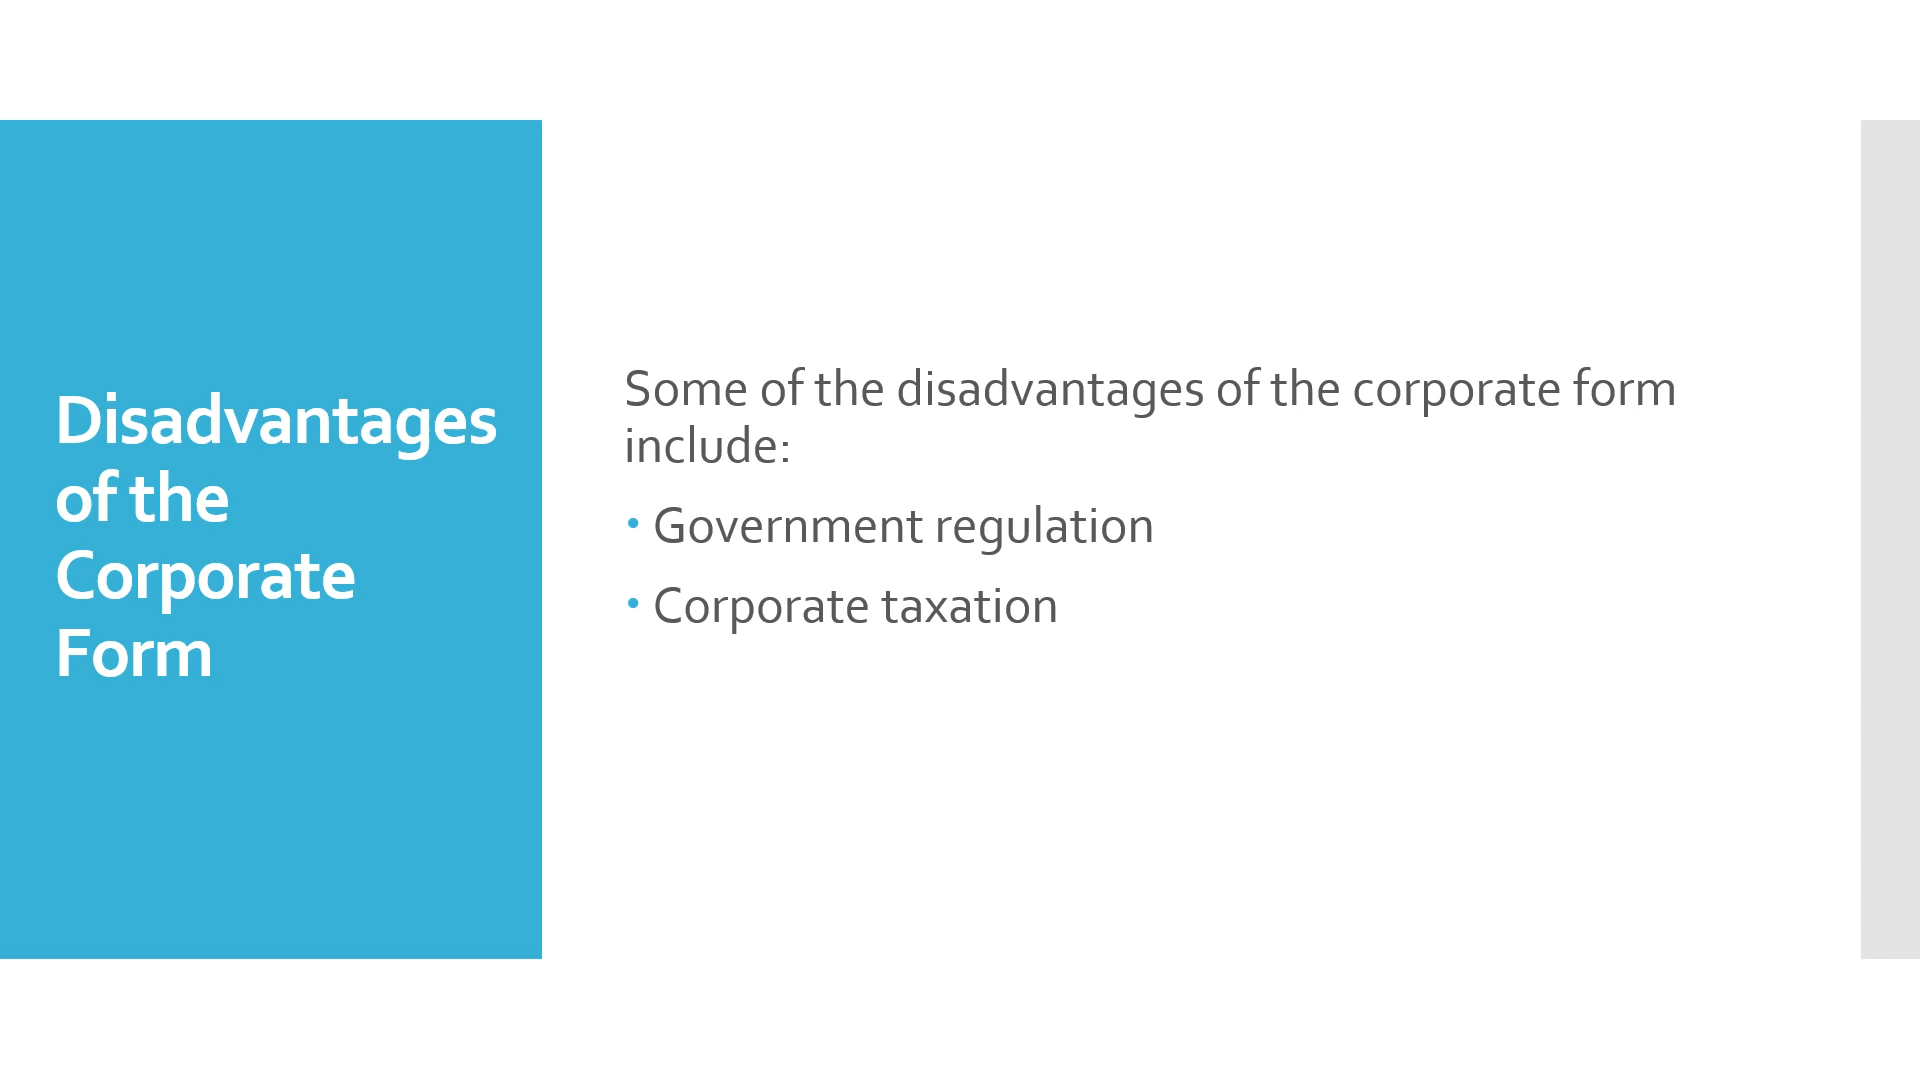 Disadvantages
of the
Corporate
Form
Some of the disadvantages of the corporate form
include:
• Government regulation
• Corporate taxation